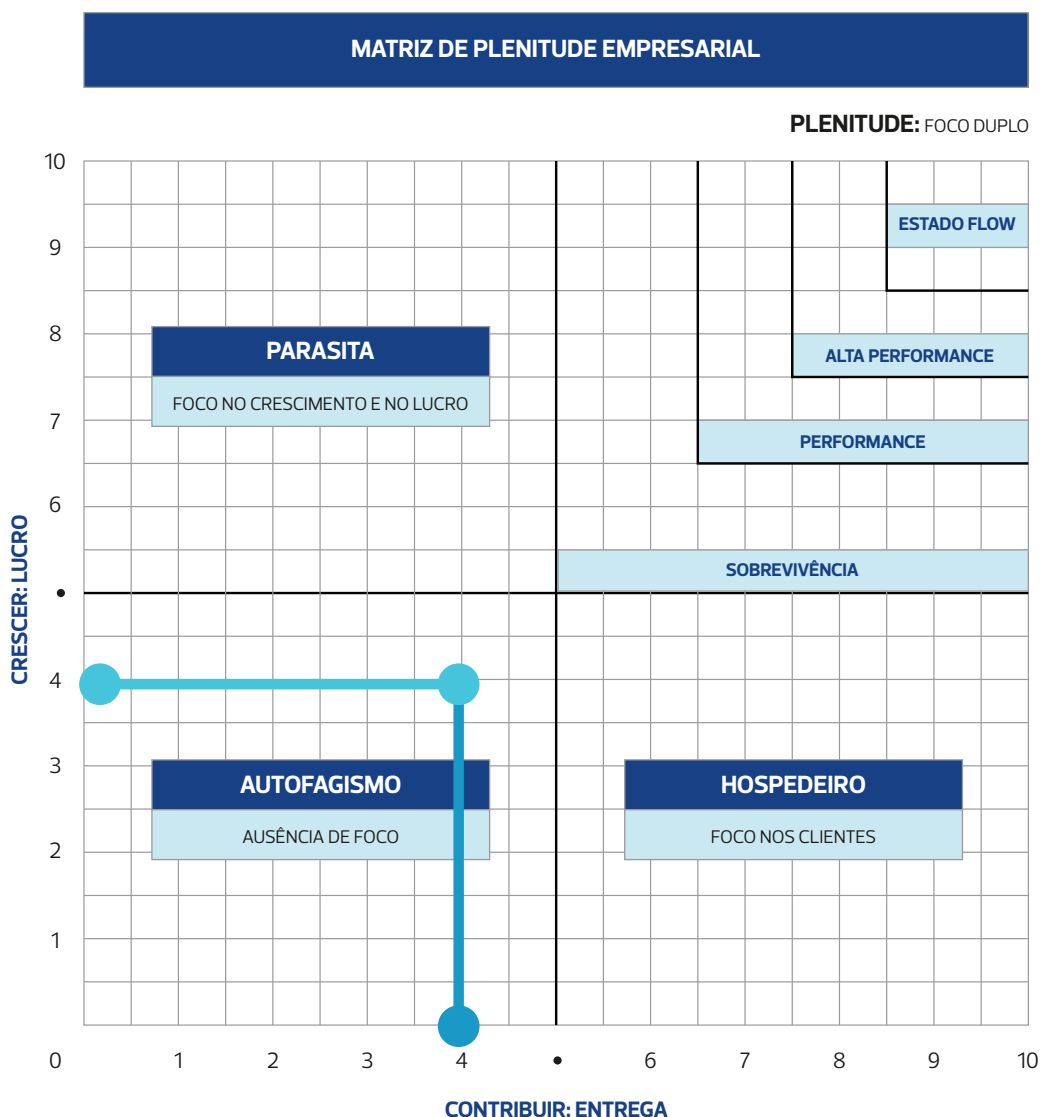 MATRIZ DE PLENITUDE EMPRESARIAL
PLENITUDE: FOCO DUPLO
10
ESTADO FLOW
9
8
PARASITA
ALTA PERFORMANCE
FOCO NO CRESCIMENTO E NO LUCRO
7
PERFORMANCE
6
SOBREVIVÊNCIA
•
CRESCER: LUCRO
4
3
AUTOFAGISMO
HOSPEDEIRO
AUSÊNCIA DE FOCO
FOCO NOS CLIENTES
2
1
0 1 2 3 4 • 6 7 8 9 10
CONTRIBUIR: ENTREGA